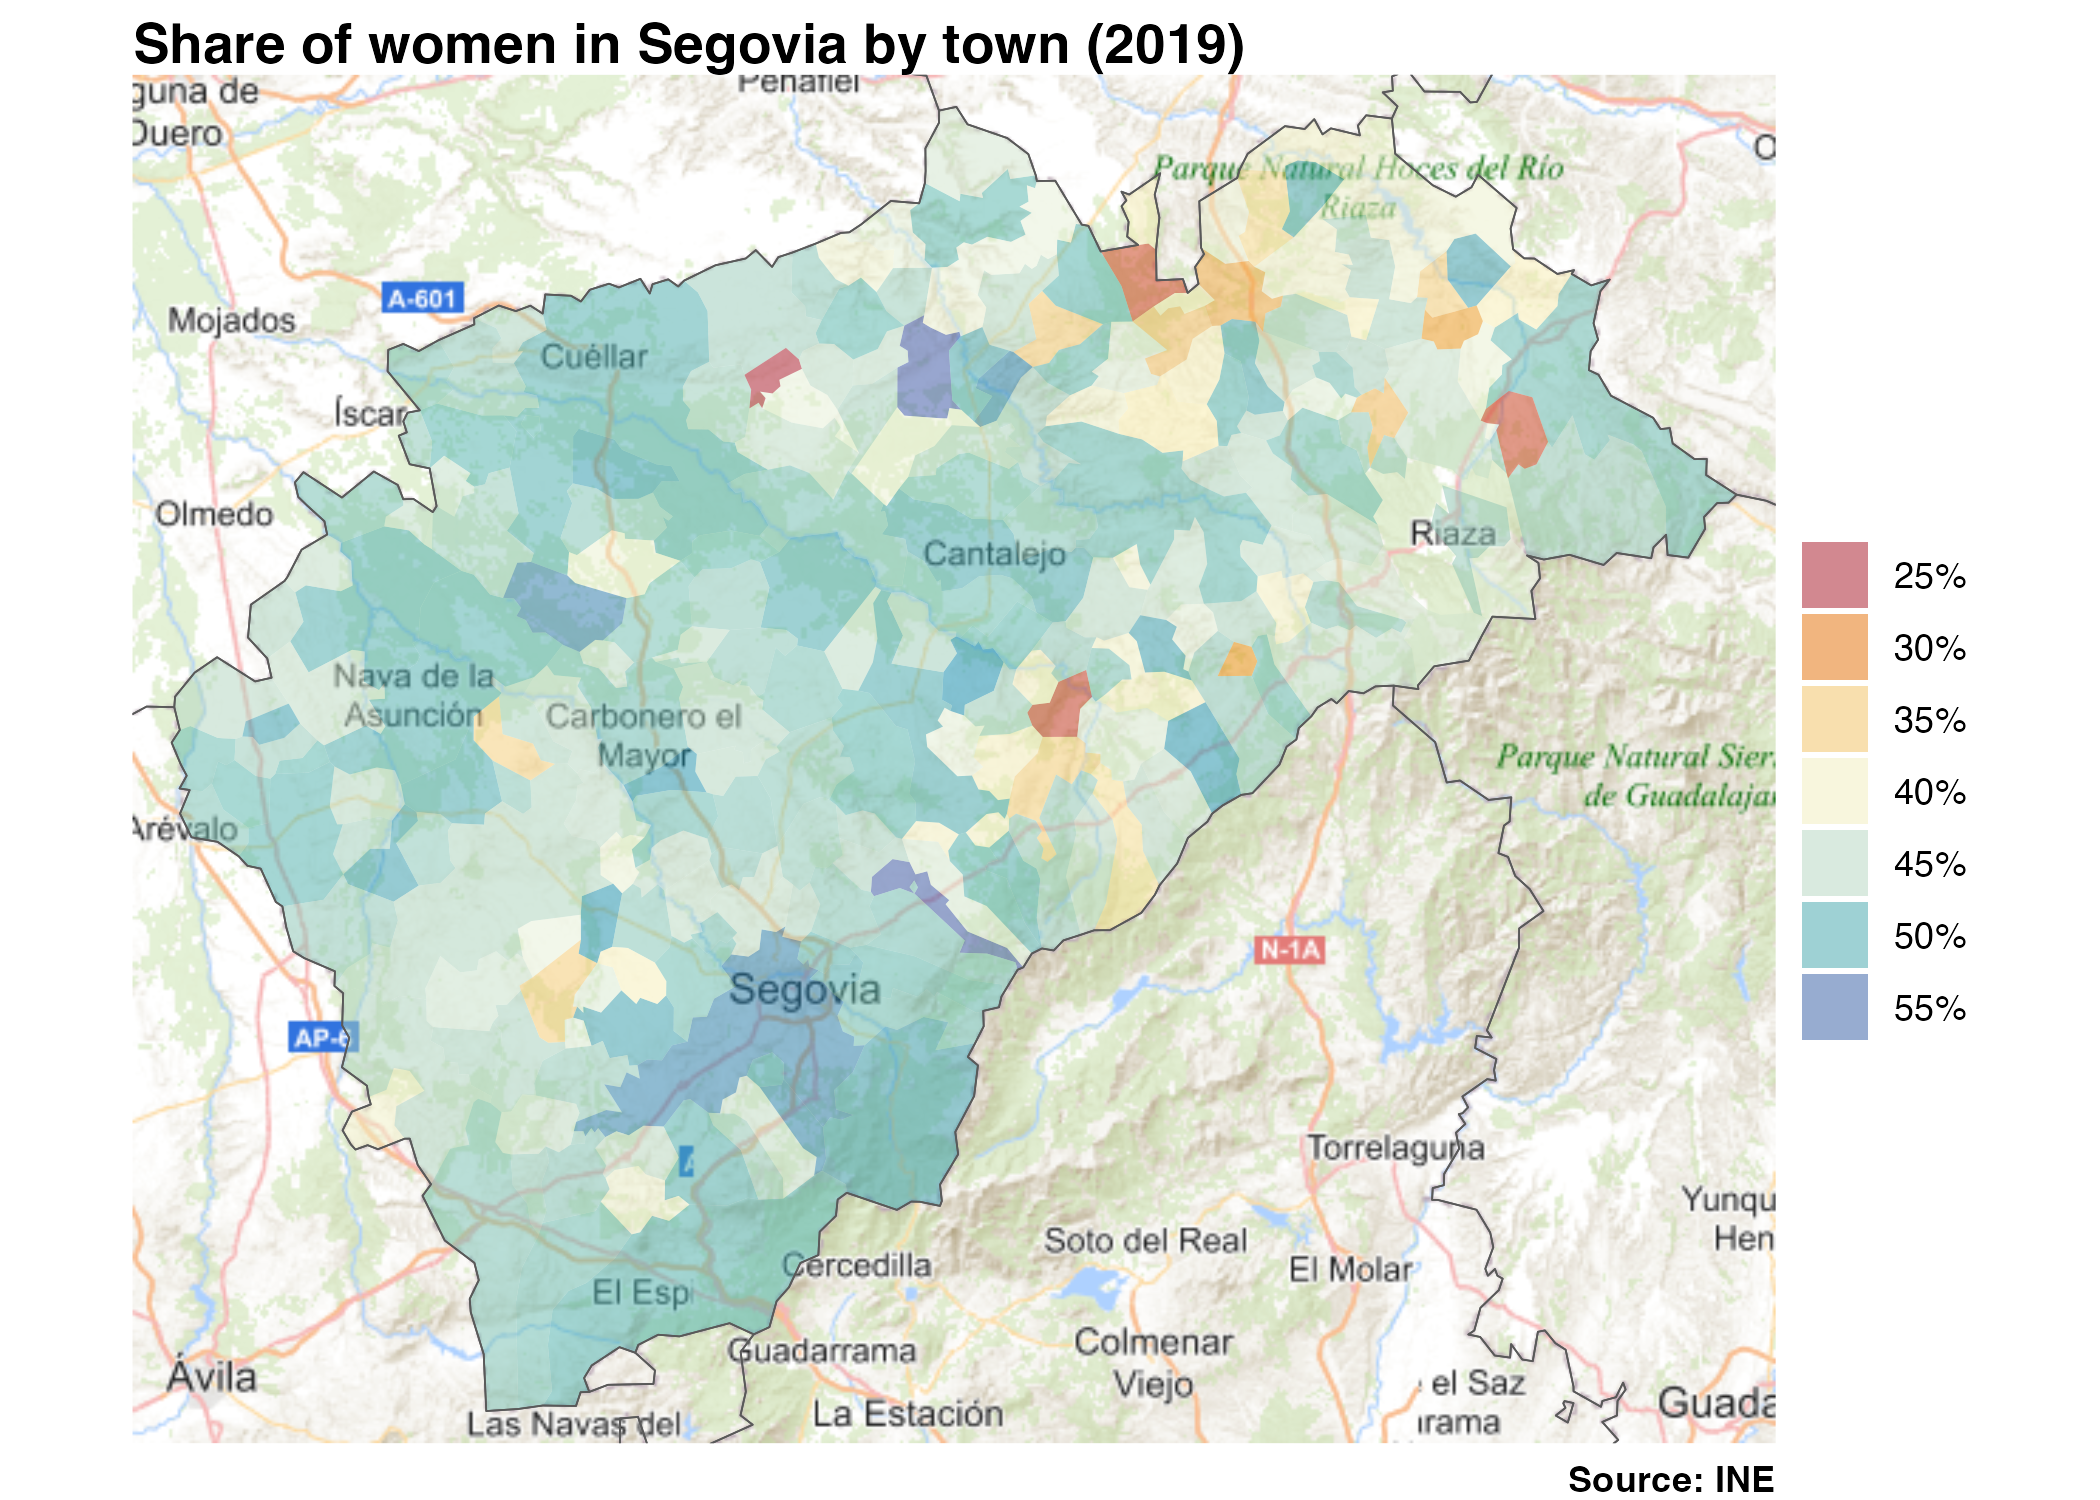 Share of women in Segovia by town (2019)
guna de
Duero
Peñafiel
Parque Natural Hoces del Río
Riaza
A-601
Mojados
Cuéllar
Íscar
Olmedo
Riaza
Cantalejo
25%
30%
35%
40%
45%
50%
55%
Nava de la
Asunción
Carbonero el
Mayor
Parque Natural Sier
de Guadalajar
Arévalo
N-1A
Segovia
AP-6
Torrelaguna
A
Yunqu
Hen
Soto del Real
Cercedilla
El Molar
El Espi
Guadarrama
Colmenar
Viejo
Ávila
el Saz
arama
Guada
La Estación
Las Navas del
Source: INE